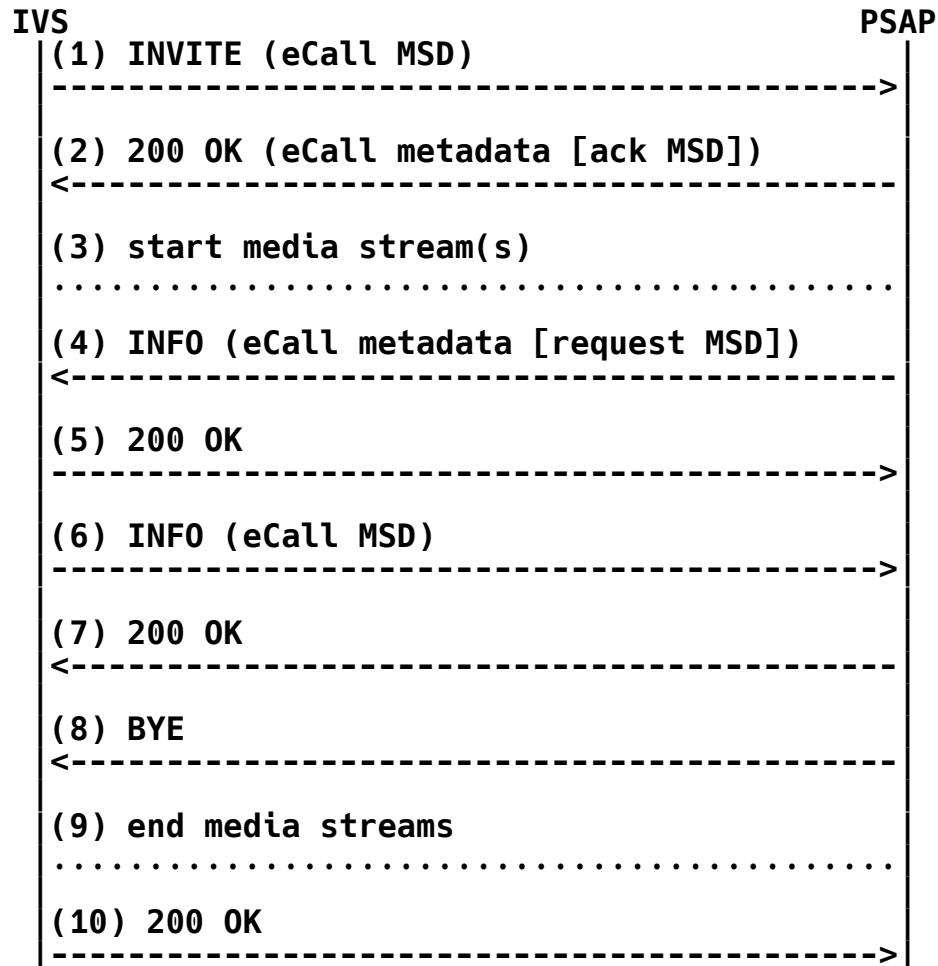 IVS PSAP
(1) INVITE (eCall MSD)
------------------------------------------->
(2) 200 OK (eCall metadata [ack MSD])
<-------------------------------------------
(3) start media stream(s)
............................................
(4) INFO (eCall metadata [request MSD])
<-------------------------------------------
(5) 200 OK
------------------------------------------->
(6) INFO (eCall MSD)
------------------------------------------->
(7) 200 OK
<-------------------------------------------
(8) BYE
<-------------------------------------------
(9) end media streams
............................................
(10) 200 OK
------------------------------------------->